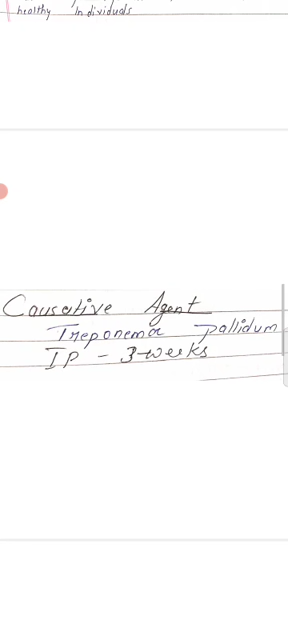 healthy Individuals
Causative Agent
Treponema pallidum
IP - 3 weeks